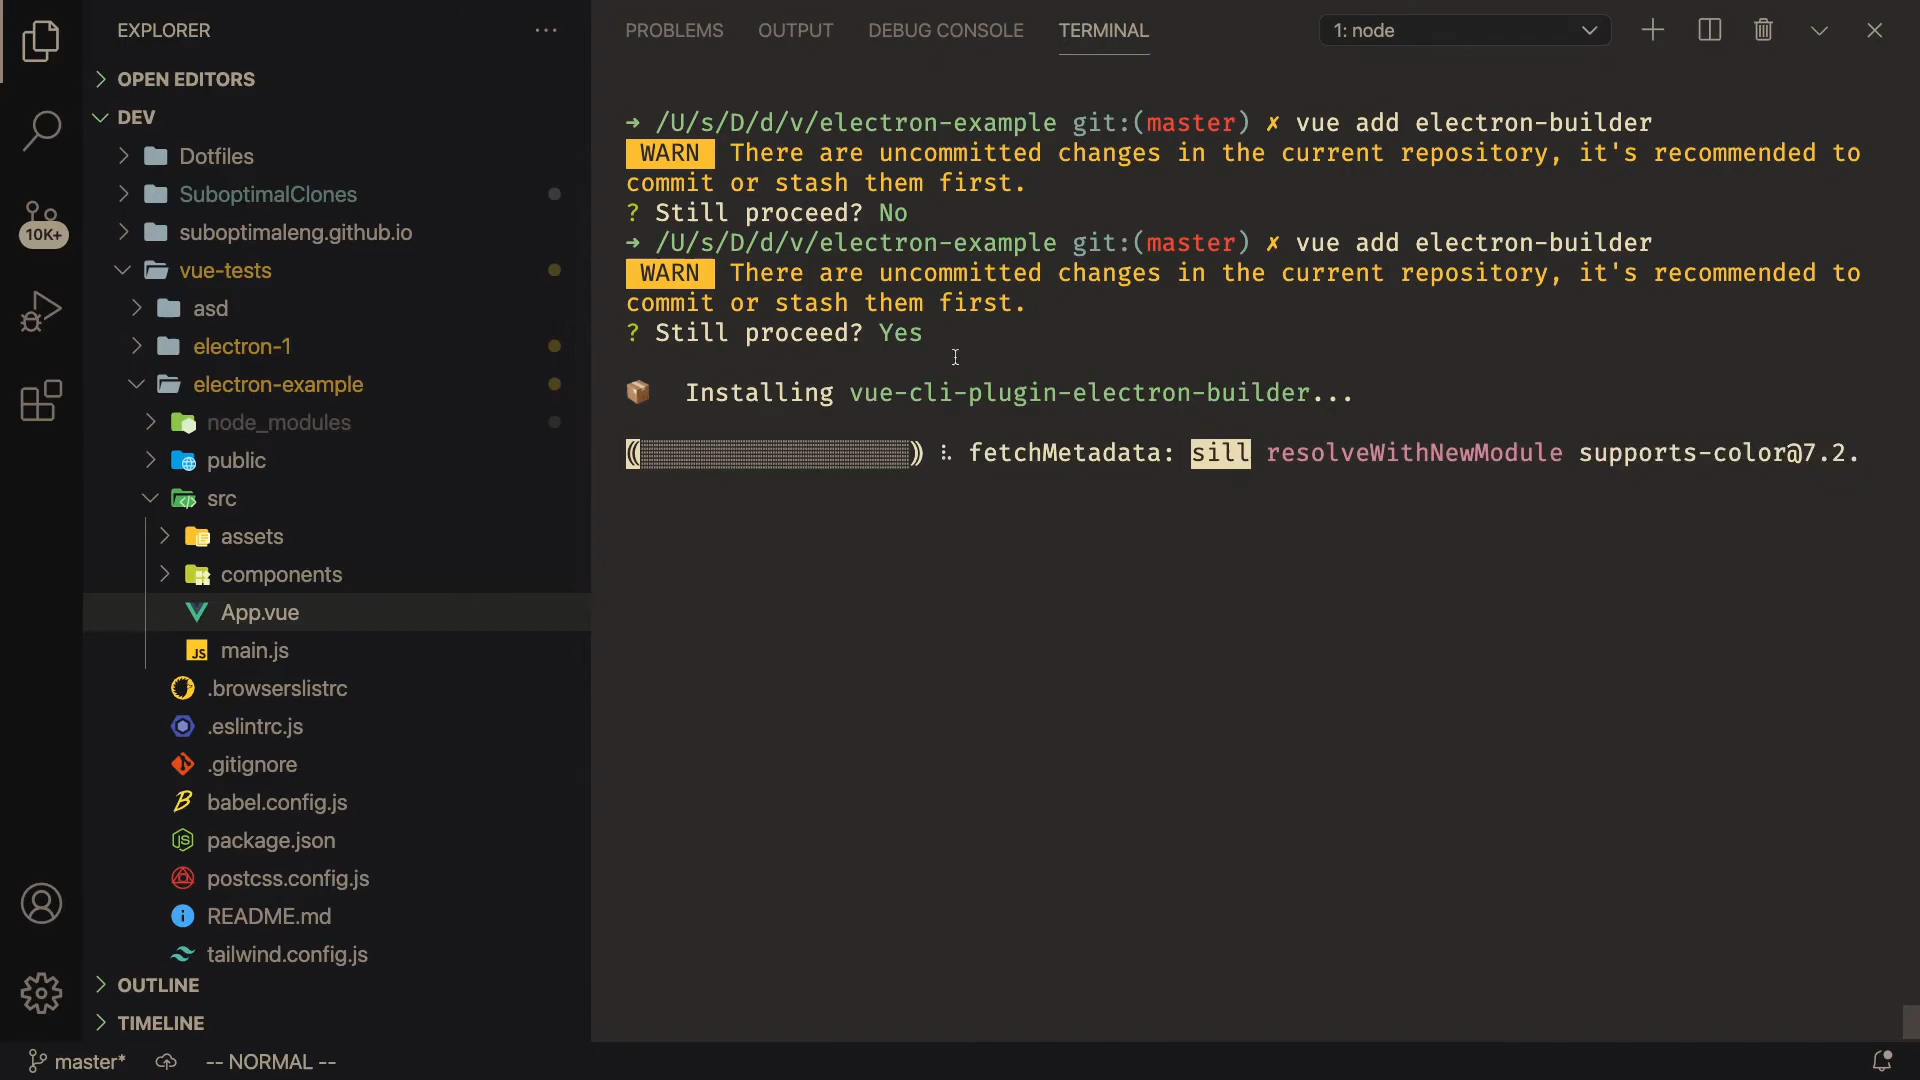 EXPLORER
OPEN EDITORS
DEV
Dotfiles
SuboptimalClones
suboptimaleng.github.io
10K+
vue-tests
asd
electron-1
electron-example
node_modules
public
src
assets
components
App.vue
JS main.js
.browserslistrc
.eslintrc.js
.gitignore
babel.config.js
package.json
postcss.config.js
README.md
tailwind.config.js
OUTLINE
TIMELINE
PROBLEMS OUTPUT DEBUG CONSOLE TERMINAL 1: node
→ /U/s/D/d/v/electron-example git:(master) ✗ vue add electron-builder
WARN There are uncommitted changes in the current repository, it's recommended to
commit or stash them first.
? Still proceed? No
→ /U/s/D/d/v/electron-example git:(master) ✗ vue add electron-builder
WARN There are uncommitted changes in the current repository, it's recommended to
commit or stash them first.
? Still proceed? Yes
Installing vue-cli-plugin-electron-builder...
fetchMetadata: sill resolveWithNewModule supports-color@7.2.
master* -- NORMAL --